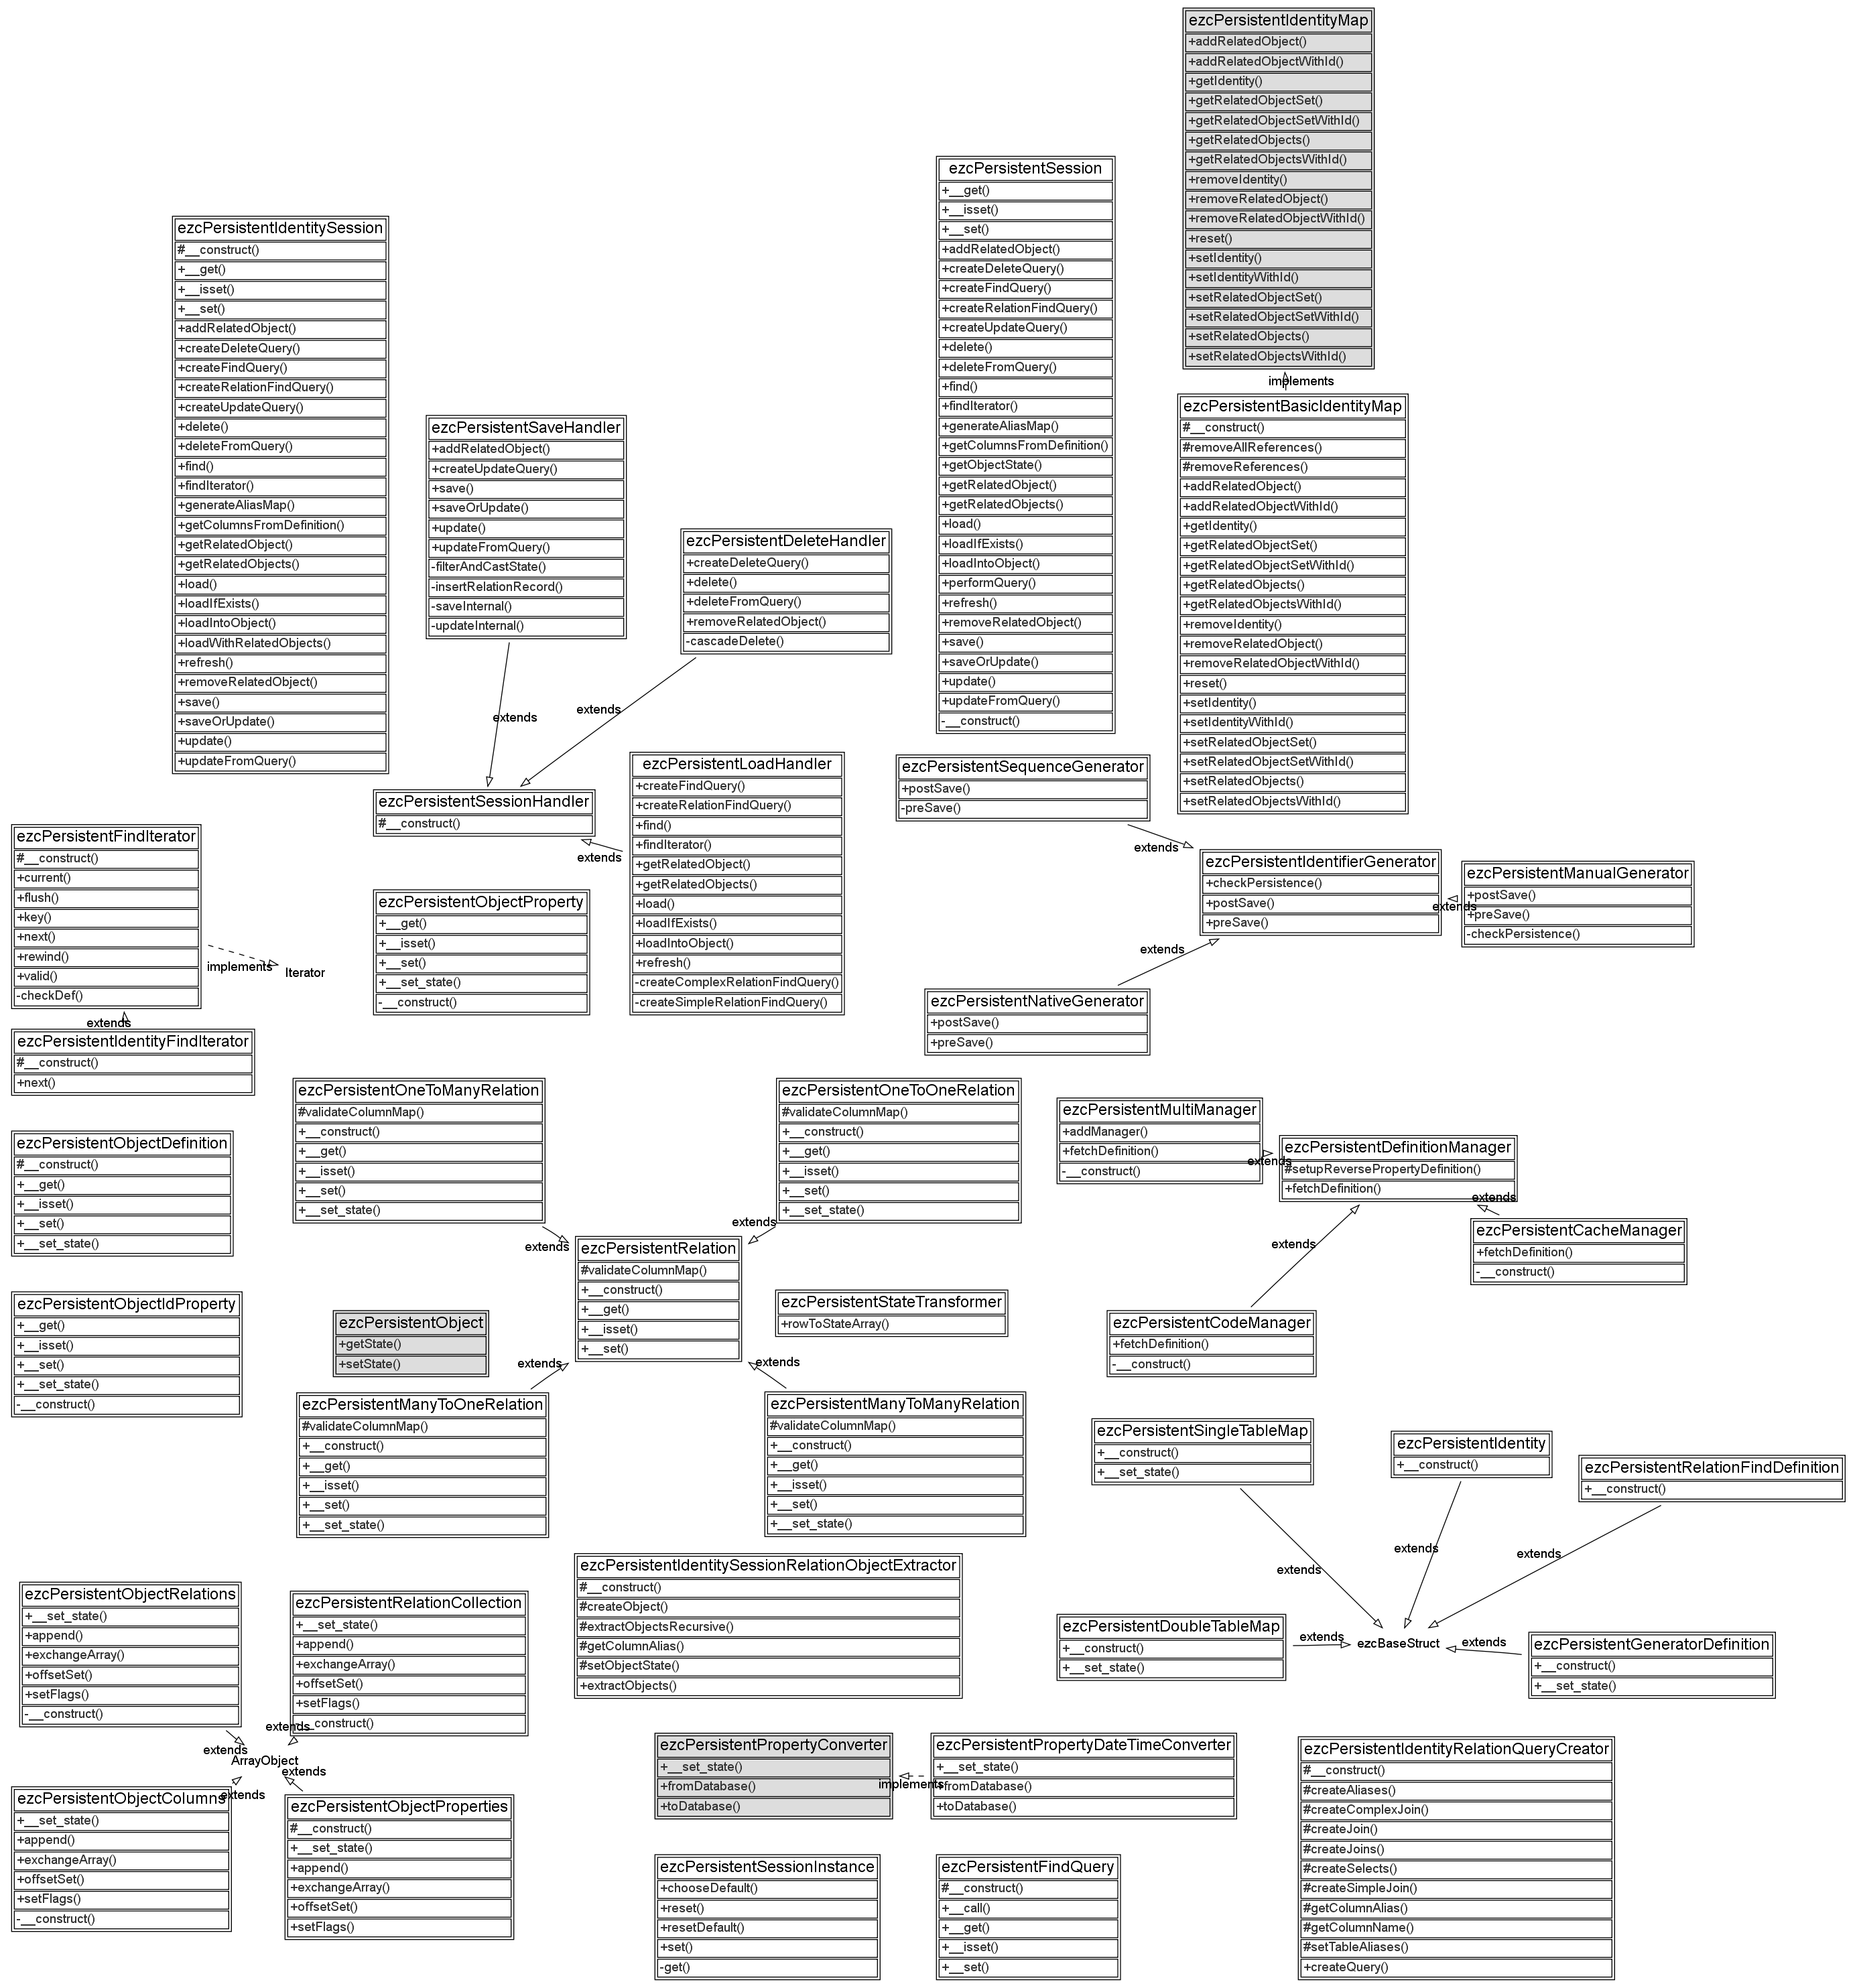 ezcPersistentIdentityMap
+addRelatedObject()
+addRelatedObjectWithId()
+getIdentity()
+getRelatedObjectSet()
+getRelatedObjectSetWithId()
+getRelatedObjects()
+getRelatedObjectsWithId()
+removeIdentity()
+removeRelatedObject()
+removeRelatedObjectWithId()
+reset()
+setIdentity()
+setIdentityWithId()
+setRelatedObjectSet()
+setRelatedObjectSetWithId()
+setRelatedObjects()
+setRelatedObjectsWithId()
implements
ezcPersistentSession
+__get()
+__isset()
+__set()
+addRelatedObject()
+createDeleteQuery()
+createFindQuery()
+createRelationFindQuery()
+createUpdateQuery()
+delete()
+deleteFromQuery()
+find()
+findIterator()
+generateAliasMap()
+getColumnsFromDefinition()
+getObjectState()
+getRelatedObject()
+getRelatedObjects()
+load()
+loadIfExists()
+loadIntoObject()
+performQuery()
+refresh()
+removeRelatedObject()
+save()
+saveOrUpdate()
+update()
+updateFromQuery()
-__construct()
ezcPersistentIdentitySession
#__construct()
+__get()
+__isset()
+__set()
+addRelatedObject()
+createDeleteQuery()
+createFindQuery()
+createRelationFindQuery()
+createUpdateQuery()
+delete()
+deleteFromQuery()
+find()
+findIterator()
+generateAliasMap()
+getColumnsFromDefinition()
+getRelatedObject()
+getRelatedObjects()
+load()
+loadIfExists()
+loadIntoObject()
+loadWithRelatedObjects()
+refresh()
+removeRelatedObject()
+save()
+saveOrUpdate()
+update()
+updateFromQuery()
ezcPersistentBasicIdentityMap
#__construct()
#removeAllReferences()
#removeReferences()
+addRelatedObject()
+addRelatedObjectWithId()
+getIdentity()
+getRelatedObjectSet()
+getRelatedObjectSetWithId()
+getRelatedObjects()
+getRelatedObjectsWithId()
+removeIdentity()
+removeRelatedObject()
+removeRelatedObjectWithId()
+reset()
+setIdentity()
+setIdentityWithId()
+setRelatedObjectSet()
+setRelatedObjectSetWithId()
+setRelatedObjects()
+setRelatedObjectsWithId()
ezcPersistentSaveHandler
+addRelatedObject()
+createUpdateQuery()
+save()
+saveOrUpdate()
+update()
+updateFromQuery()
-filterAndCastState()
-insertRelationRecord()
-saveInternal()
-updateInternal()
ezcPersistentDeleteHandler
+createDeleteQuery()
+delete()
+deleteFromQuery()
+removeRelatedObject()
-cascadeDelete()
extends
extends
ezcPersistentSessionHandler
#__construct()
extends
ezcPersistentLoadHandler
+createFindQuery()
+createRelationFindQuery()
+find()
+findIterator()
+getRelatedObject()
+getRelatedObjects()
+load()
+loadIfExists()
+loadIntoObject()
+refresh()
-createComplexRelationFindQuery()
-createSimpleRelationFindQuery()
ezcPersistentSequenceGenerator
+postSave()
-preSave()
extends
ezcPersistentIdentifierGenerator
+checkPersistence()
+postSave()
+preSave()
extends
ezcPersistentManualGenerator
+postSave()
+preSave()
-checkPersistence()
extends
ezcPersistentNativeGenerator
+postSave()
+preSave()
ezcPersistentFindIterator
#__construct()
+current()
+flush()
+key()
+next()
+rewind()
+valid()
-checkDef()
implements
Iterator
extends
ezcPersistentIdentityFindIterator
#__construct()
+next()
ezcPersistentObjectProperty
+__get()
+__isset()
+__set()
+__set_state()
-__construct()
ezcPersistentOneToManyRelation
#validateColumnMap()
+__construct()
+__get()
+__isset()
+__set()
+__set_state()
ezcPersistentOneToOneRelation
#validateColumnMap()
+__construct()
+__get()
+__isset()
+__set()
+__set_state()
extends
extends
ezcPersistentRelation
#validateColumnMap()
+__construct()
+__get()
+__isset()
+__set()
extends
extends
ezcPersistentManyToOneRelation
#validateColumnMap()
+__construct()
+__get()
+__isset()
+__set()
+__set_state()
ezcPersistentManyToManyRelation
#validateColumnMap()
+__construct()
+__get()
+__isset()
+__set()
+__set_state()
ezcPersistentMultiManager
+addManager()
+fetchDefinition()
-__construct()
extends
ezcPersistentDefinitionManager
#setupReversePropertyDefinition()
+fetchDefinition()
extends
ezcPersistentCacheManager
+fetchDefinition()
-__construct()
extends
ezcPersistentCodeManager
+fetchDefinition()
-__construct()
ezcPersistentObjectDefinition
#__construct()
+__get()
+__isset()
+__set()
+__set_state()
ezcPersistentObjectIdProperty
+__get()
+__isset()
+__set()
+__set_state()
-__construct()
ezcPersistentObject
+getState()
+setState()
ezcPersistentStateTransformer
+rowToStateArray()
ezcPersistentSingleTableMap
+__construct()
+__set_state()
ezcPersistentIdentity
+__construct()
ezcPersistentRelationFindDefinition
+__construct()
extends
extends
extends
ezcPersistentDoubleTableMap
+__construct()
+__set_state()
extends
ezcBaseStruct
extends
ezcPersistentGeneratorDefinition
+__construct()
+__set_state()
ezcPersistentIdentitySessionRelationObjectExtractor
#__construct()
#createObject()
#extractObjectsRecursive()
#getColumnAlias()
#setObjectState()
+extractObjects()
ezcPersistentObjectRelations
+__set_state()
+append()
+exchangeArray()
+offsetSet()
+setFlags()
-__construct()
ezcPersistentRelationCollection
+__set_state()
+append()
+exchangeArray()
+offsetSet()
+setFlags()
-__construct()
extends
extends
ArrayObject
extends
extends
ezcPersistentObjectColumns
+__set_state()
+append()
+exchangeArray()
+offsetSet()
+setFlags()
-__construct()
ezcPersistentObjectProperties
#__construct()
+__set_state()
+append()
+exchangeArray()
+offsetSet()
+setFlags()
ezcPersistentPropertyConverter
+__set_state()
+fromDatabase()
+toDatabase()
implements
ezcPersistentPropertyDateTimeConverter
+__set_state()
+fromDatabase()
+toDatabase()
ezcPersistentSessionInstance
+chooseDefault()
+reset()
+resetDefault()
+set()
-get()
ezcPersistentFindQuery
#__construct()
+__call()
+__get()
+__isset()
+__set()
ezcPersistentIdentityRelationQueryCreator
#__construct()
#createAliases()
#createComplexJoin()
#createJoin()
#createJoins()
#createSelects()
#createSimpleJoin()
#getColumnAlias()
#getColumnName()
#setTableAliases()
+createQuery()